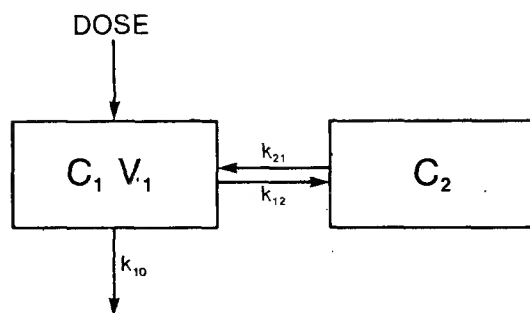 DOSE
C₁ V₁
k₂₁
k₁₂
C₂
k₁₀